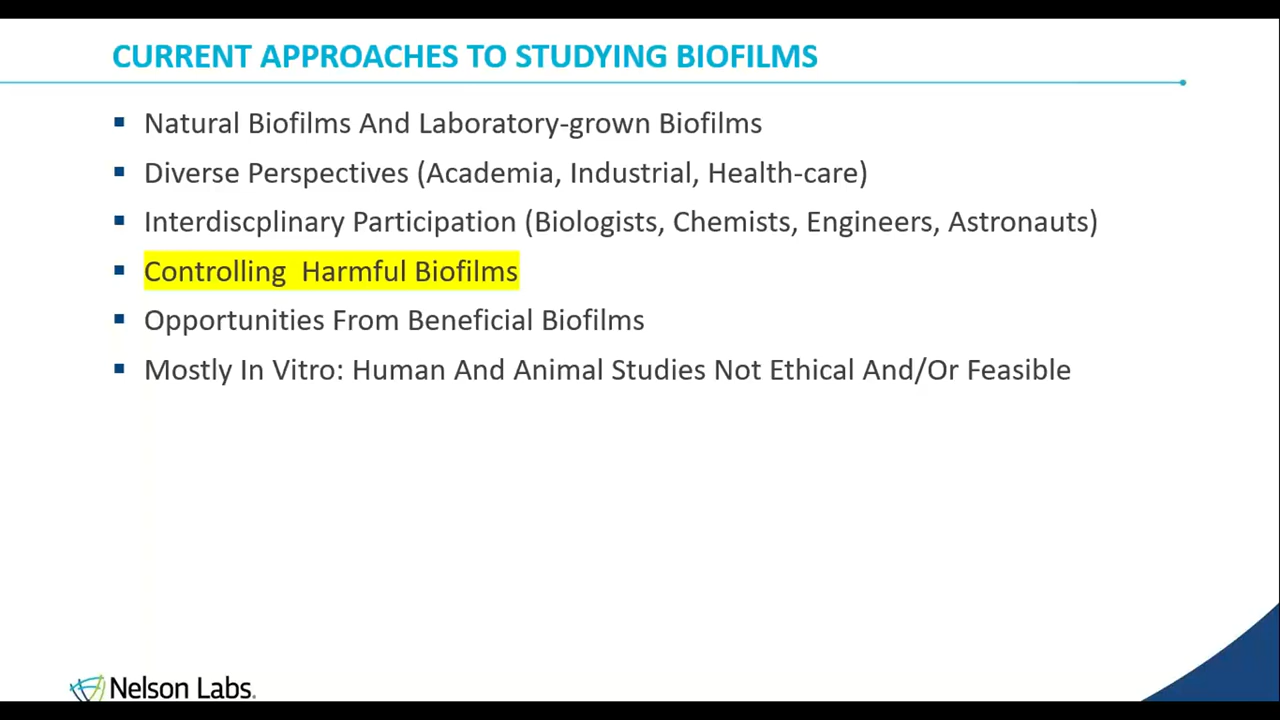 CURRENT APPROACHES TO STUDYING BIOFILMS
Natural Biofilms And Laboratory-grown Biofilms
Diverse Perspectives (Academia, Industrial, Health-care)
Interdiscplinary Participation (Biologists, Chemists, Engineers, Astronauts)
Controlling  Harmful Biofilms
Opportunities From Beneficial Biofilms
Mostly In Vitro: Human And Animal Studies Not Ethical And/Or Feasible
Nelson Labs.